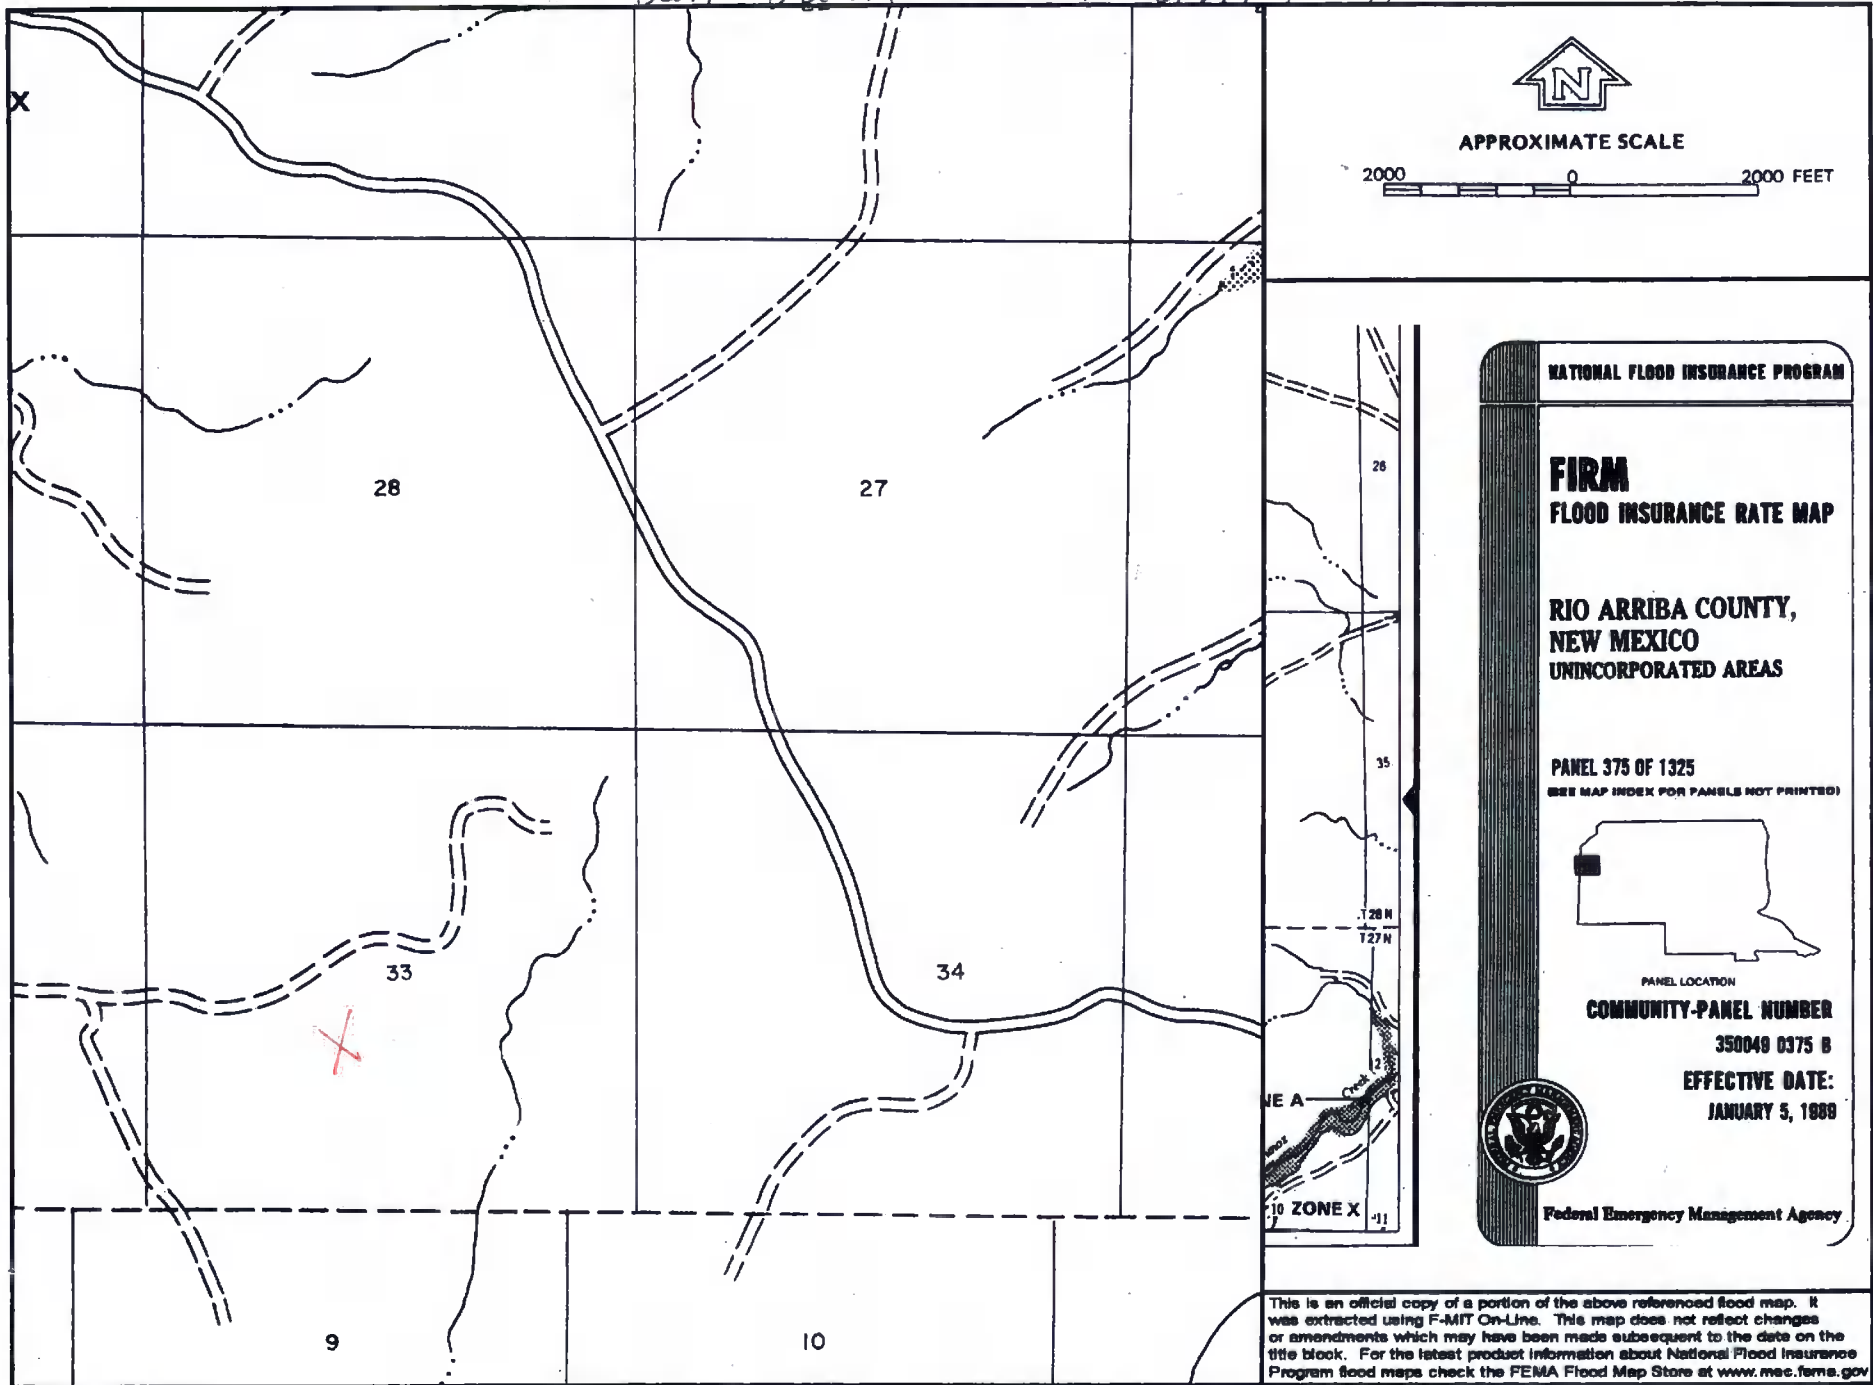 X
28
27
33
34
9
10
N
APPROXIMATE SCALE
2000 0 2000 FEET
26
35
T28N
T27N
12
Creek
NE A
10 ZONE X 11
NATIONAL FLOOD INSURANCE PROGRAM
FIRM
FLOOD INSURANCE RATE MAP
RIO ARRIBA COUNTY,
NEW MEXICO
UNINCORPORATED AREAS
PANEL 375 OF 1325
(SEE MAP INDEX FOR PANELS NOT PRINTED)
PANEL LOCATION
COMMUNITY-PANEL NUMBER
350049 0375 B
EFFECTIVE DATE:
JANUARY 5, 1989
Federal Emergency Management Agency
This is an official copy of a portion of the above referenced flood map. It
was extracted using F-MIT On-Line. This map does not reflect changes
or amendments which may have been made subsequent to the date on the
title block. For the latest product information about National Flood Insurance
Program flood maps check the FEMA Flood Map Store at www.msc.fema.gov